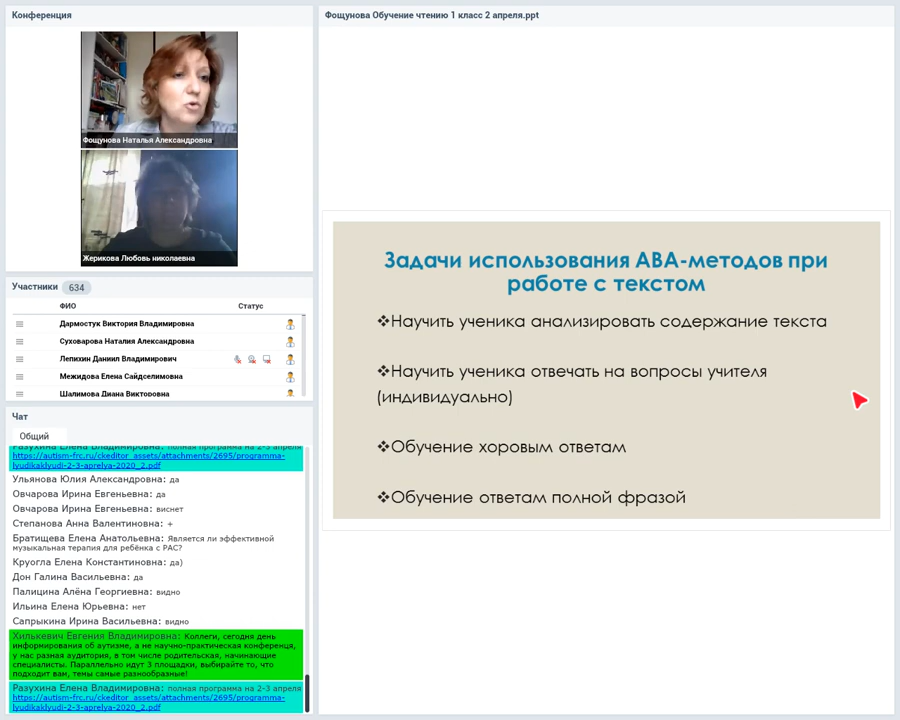 Конференция
Фощунова Наталья Александровна
Жерикова Любовь николаевна
Участники 634
ФИО Статус
Дармостук Виктория Владимировна
Суховарова Наталия Александровна
Лепихин Даниил Владимирович
Межидова Елена Сайдселимовна
Шалимова Диана Викторовна
Чат
Общий
Разухина Елена Владимировна: полная программа на 2-3 апреля
https://autism-frc.ru/ckeditor_assets/attachments/2695/programma-
lyudikaklyudi-2-3-aprelya-2020_2.pdf
Ульянова Юлия Александровна: да
Овчарова Ирина Евгеньевна: да
Овчарова Ирина Евгеньевна: виснет
Степанова Анна Валентиновна: +
Братищева Елена Анатольевна: Является ли эффективной
музыкальная терапия для ребёнка с РАС?
Круогла Елена Константиновна: да)
Дон Галина Васильевна: да
Палицина Алёна Георгиевна: видно
Ильина Елена Юрьевна: нет
Сапрыкина Ирина Васильевна: видно
Хилькевич Евгения Владимировна: Коллеги, сегодня день
информирования об аутизме, а не научно-практическая конференця,
у нас разная аудитория, в том числе родительская, начинающие
специалисты. Параллельно идут 3 площадки, выбирайте то, что
подходит вам, темы самые разнообразные!
Разухина Елена Владимировна: полная программа на 2-3 апреля
https://autism-frc.ru/ckeditor_assets/attachments/2695/programma-
lyudikaklyudi-2-3-aprelya-2020_2.pdf
Фощунова Обучение чтению 1 класс 2 апреля.ppt
Задачи использования АВА-методов при
работе с текстом
❖Научить ученика анализировать содержание текста
❖Научить ученика отвечать на вопросы учителя
(индивидуально)
❖Обучение хоровым ответам
❖Обучение ответам полной фразой